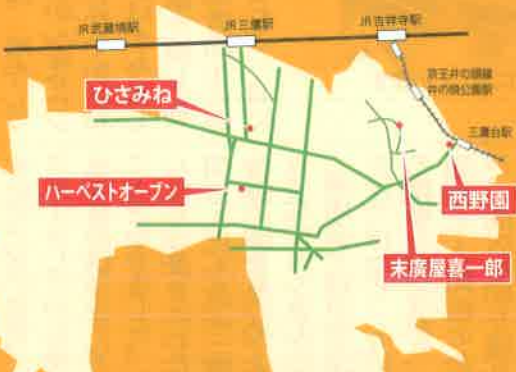 JR武蔵境駅
JR三鷹駅
JR吉祥寺駅
京王井の頭線
井の頭公園駅
三鷹台駅
ひさみね
ハーベストオーブン
西野園
末廣屋喜一郎